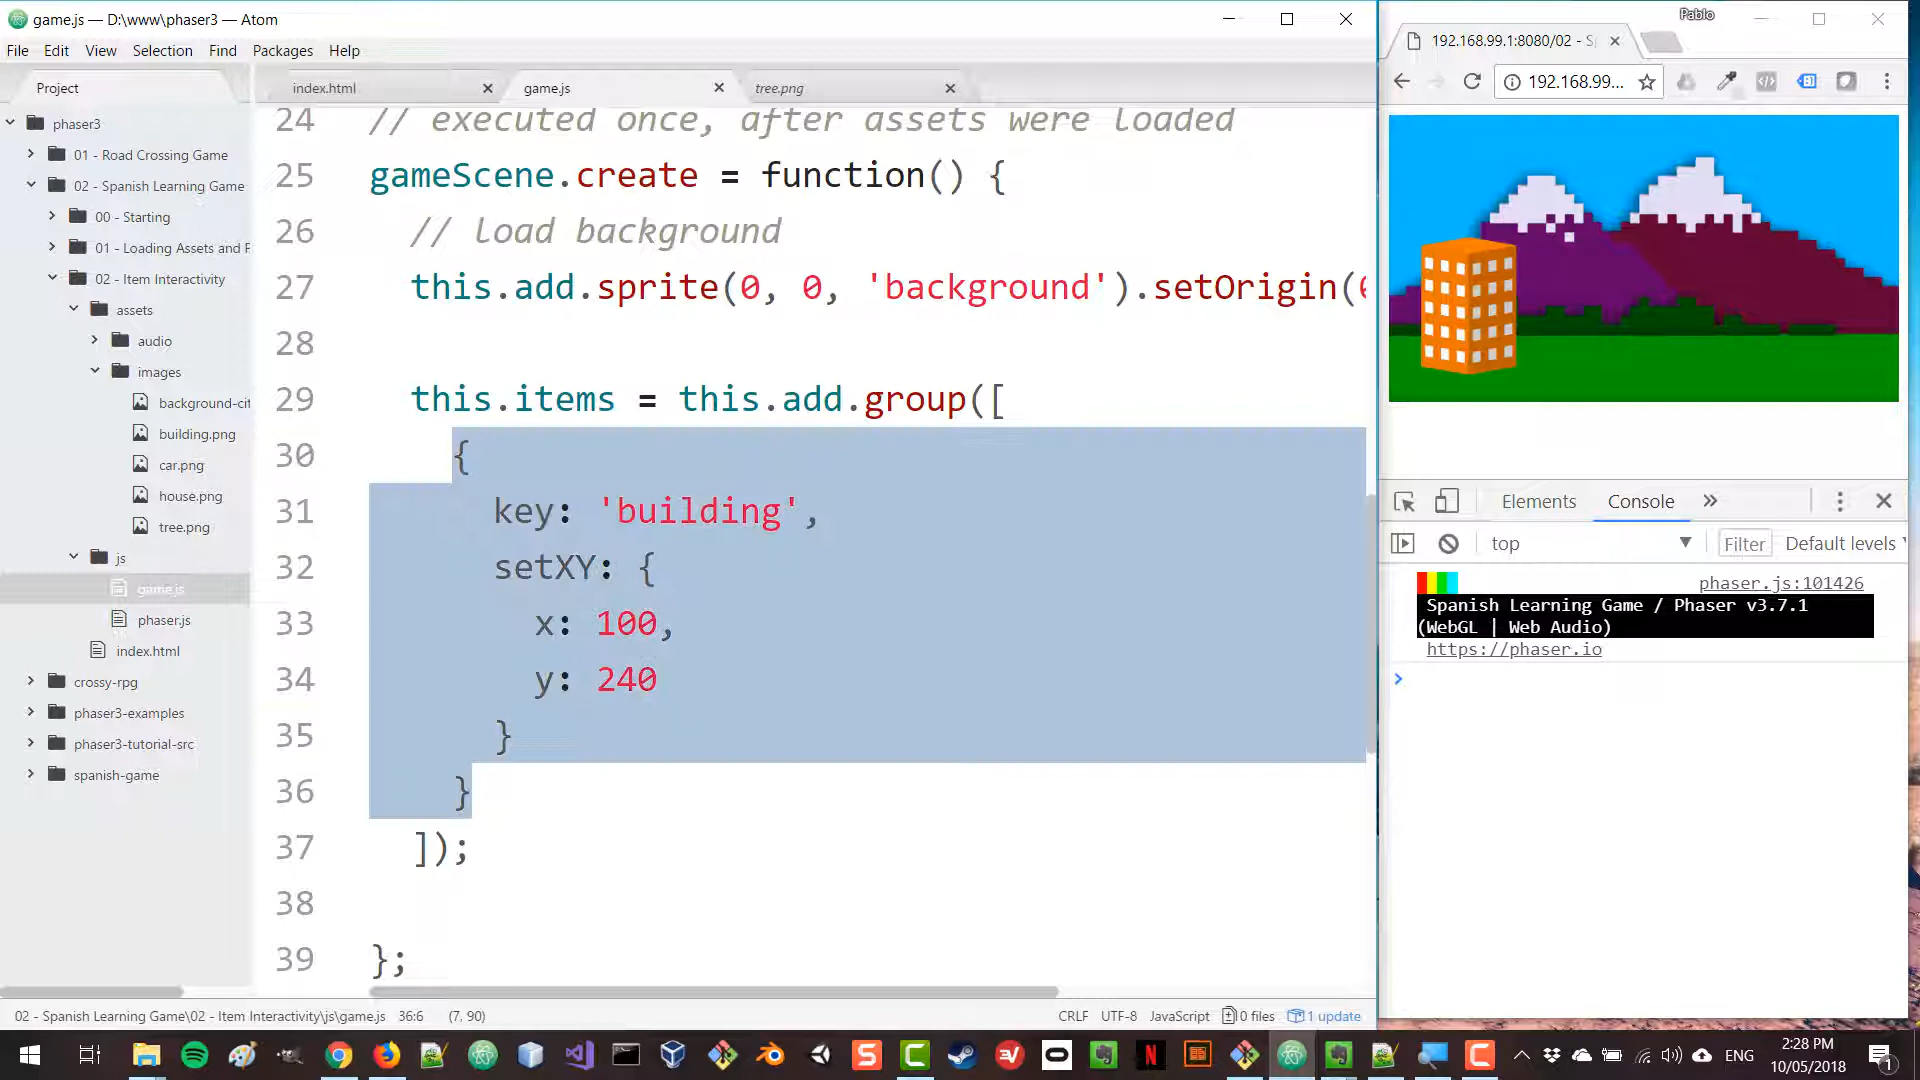 game.js — D:\www\phaser3 — Atom
File Edit View Selection Find Packages Help
Project
phaser3
01 - Road Crossing Game
02 - Spanish Learning Game
00 - Starting
01 - Loading Assets and P
02 - Item Interactivity
assets
audio
images
background-cit
building.png
car.png
house.png
tree.png
js
game.js
phaser.js
index.html
crossy-rpg
phaser3-examples
phaser3-tutorial-src
spanish-game
index.html game.js tree.png
24 // executed once, after assets were loaded
25 gameScene.create = function() {
26 // load background
27 this.add.sprite(0, 0, 'background').setOrigin(0
28
29 this.items = this.add.group([
30 {
31 key: 'building',
32 setXY: {
33 x: 100,
34 y: 240
35 }
36 }
37 ]);
38
39 };
02 - Spanish Learning Game\02 - Item Interactivity\js\game.js 36:6 (7, 90)
CRLF UTF-8 JavaScript 0 files 1 update
Pablo
192.168.99.1:8080/02 - S
192.168.99...
Elements Console
top Filter Default levels
phaser.js:101426
Spanish Learning Game / Phaser v3.7.1
(WebGL | Web Audio)
https://phaser.io
ENG
2:28 PM
10/05/2018
1